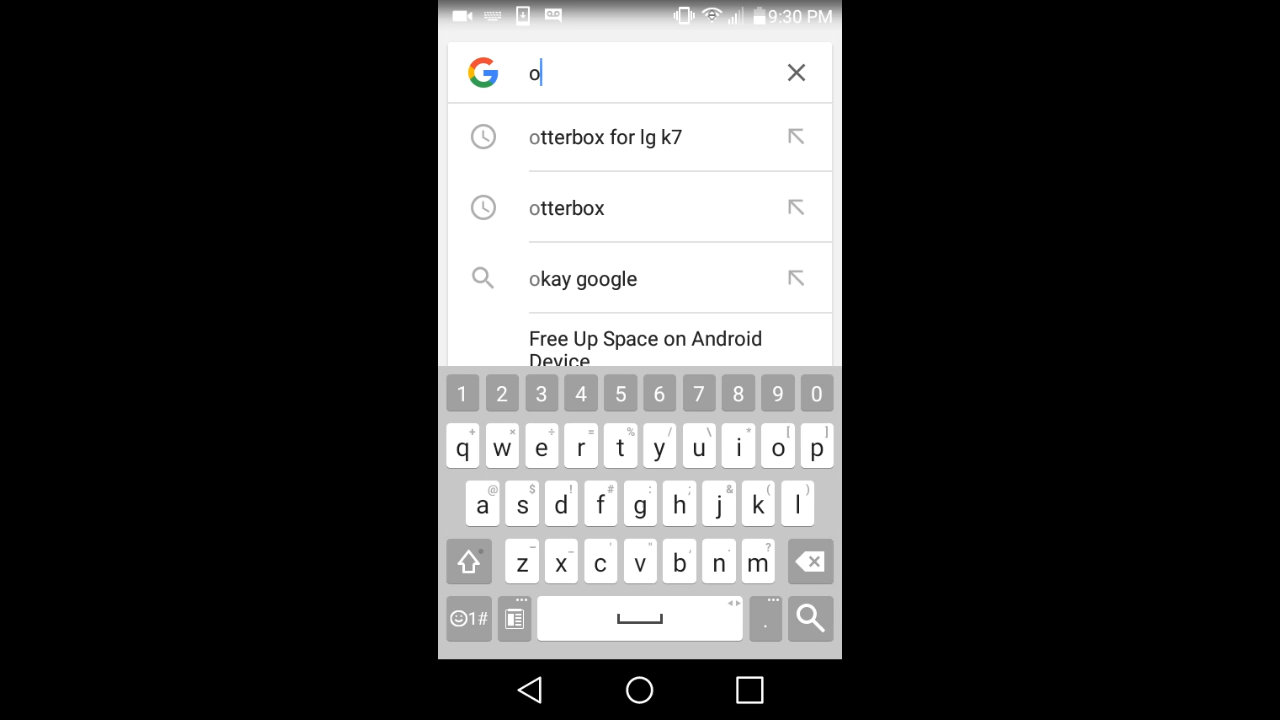 9:30 PM
o
otterbox for lg k7
otterbox
okay google
Free Up Space on Android
Device
1 2 3 4 5 6 7 8 9 0
+ × ÷ = % / \ * [ ]
q w e r t y u i o p
@ $ ! # : ; & ( )
a s d f g h j k l
- _ ' " , . ?
z x c v b n m
1# .